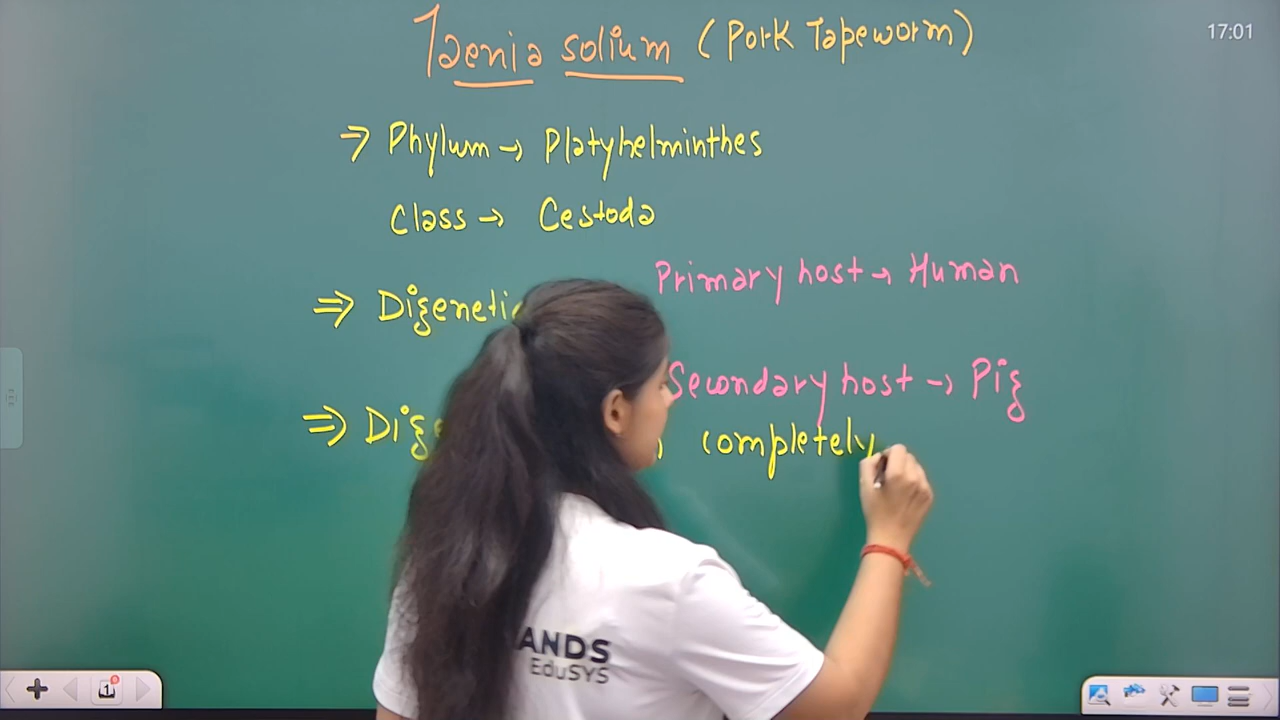 Taenia solium (Pork Tapeworm)
17:01
⇒ Phylum → Platyhelminthes
Class → Cestoda
Primary host → Human
⇒ Digenetic
Secondary host → Pig
⇒ completely
1
ANDS
EduSYS